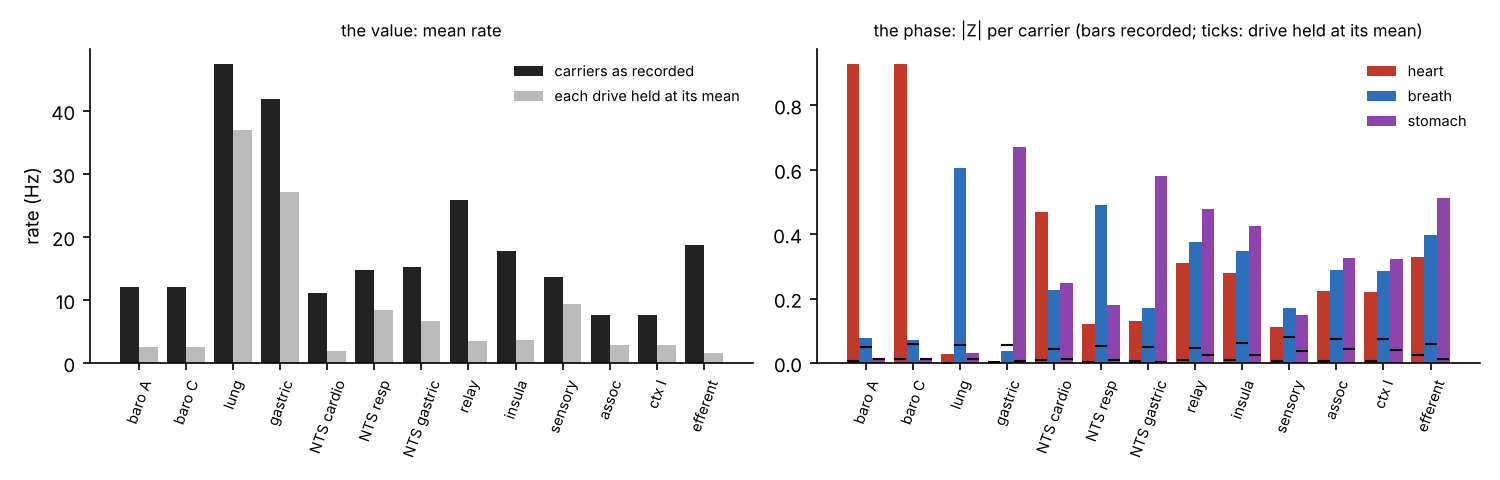 the value: mean rate
carriers as recorded
each drive held at its mean
rate (Hz)
40
30
20
10
0
baro A
baro C
lung
gastric
NTS cardio
NTS resp
NTS gastric
relay
insula
sensory
assoc
ctx I
efferent
the phase: |Z| per carrier (bars recorded; ticks: drive held at its mean)
heart
breath
stomach
0.8
0.6
0.4
0.2
0.0
baro A
baro C
lung
gastric
NTS cardio
NTS resp
NTS gastric
relay
insula
sensory
assoc
ctx I
efferent